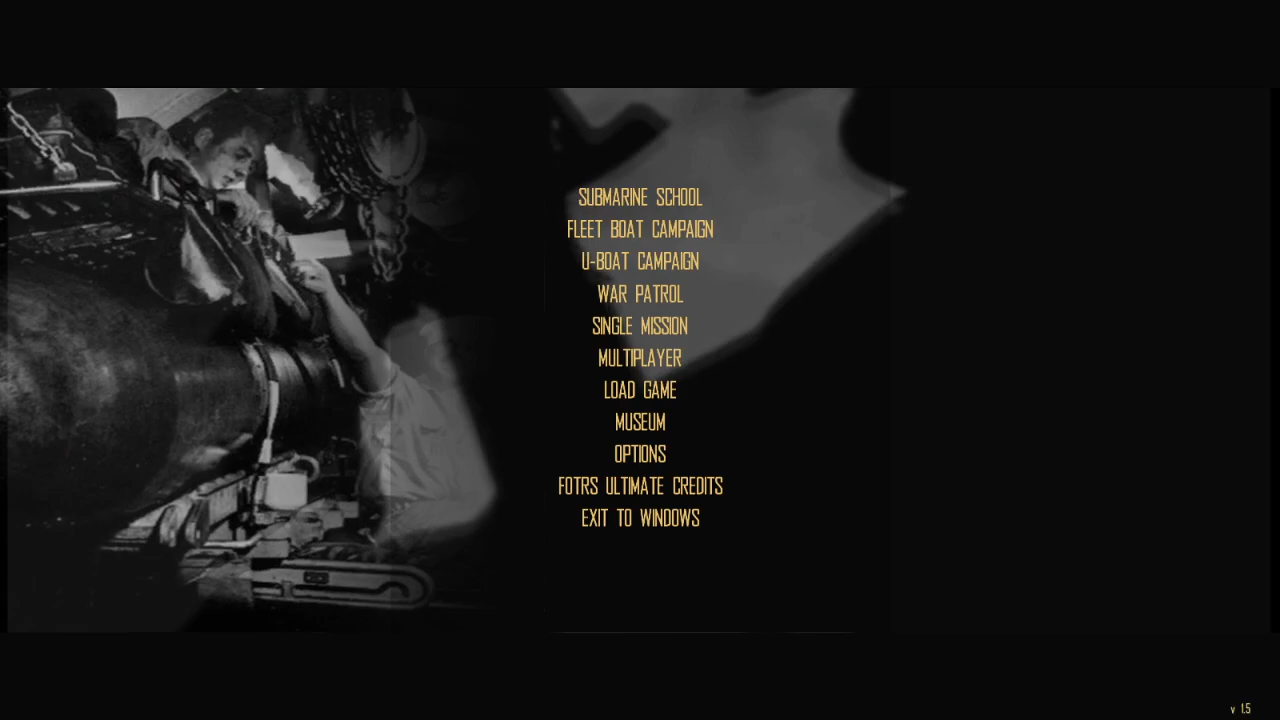 SUBMARINE SCHOOL
FLEET BOAT CAMPAIGN
U-BOAT CAMPAIGN
WAR PATROL
SINGLE MISSION
MULTIPLAYER
LOAD GAME
MUSEUM
OPTIONS
FOTRS ULTIMATE CREDITS
EXIT TO WINDOWS
v 1.5